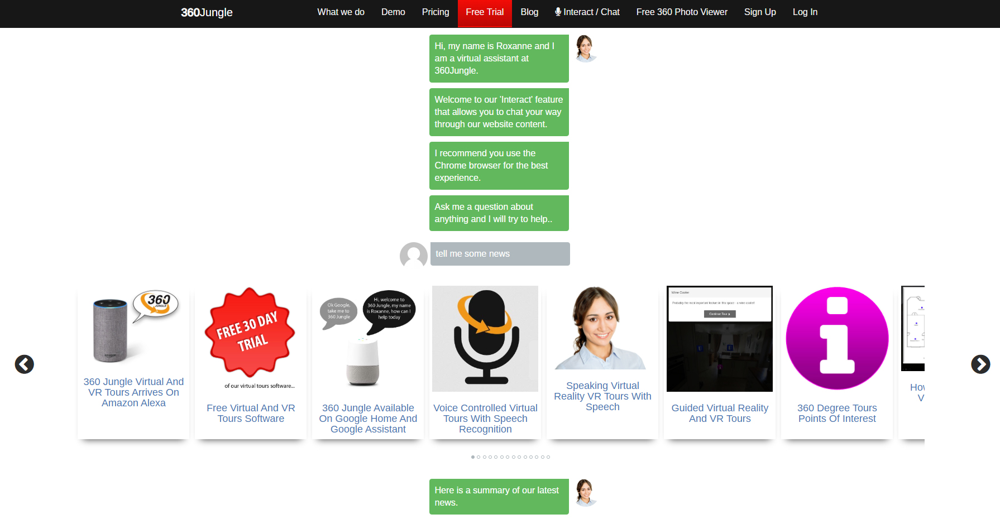 360Jungle
What we do
Demo
Pricing
Free Trial
Blog
Interact / Chat
Free 360 Photo Viewer
Sign Up
Log In
Hi, my name is Roxanne and I
am a virtual assistant at
360Jungle.
Welcome to our 'Interact' feature
that allows you to chat your way
through our website content.
I recommend you use the
Chrome browser for the best
experience.
Ask me a question about
anything and I will try to help..
tell me some news
360
JUNGLE
amazon
360 Jungle Virtual And
VR Tours Arrives On
Amazon Alexa
FREE 30 DAY
TRIAL
of our virtual tours software...
Free Virtual And VR
Tours Software
Ok Google,
take me to
360 Jungle
Hi, welcome to
360 Jungle, my name
is Roxanne, how can I
help today
360 Jungle Available
On Google Home And
Google Assistant
Voice Controlled Virtual
Tours With Speech
Recognition
Speaking Virtual
Reality VR Tours With
Speech
Wine Cooler
Probably the most important feature in this space - a wine cooler!
Continue Tour
Guided Virtual Reality
And VR Tours
i
360 Degree Tours
Points Of Interest
Here is a summary of our latest
news.